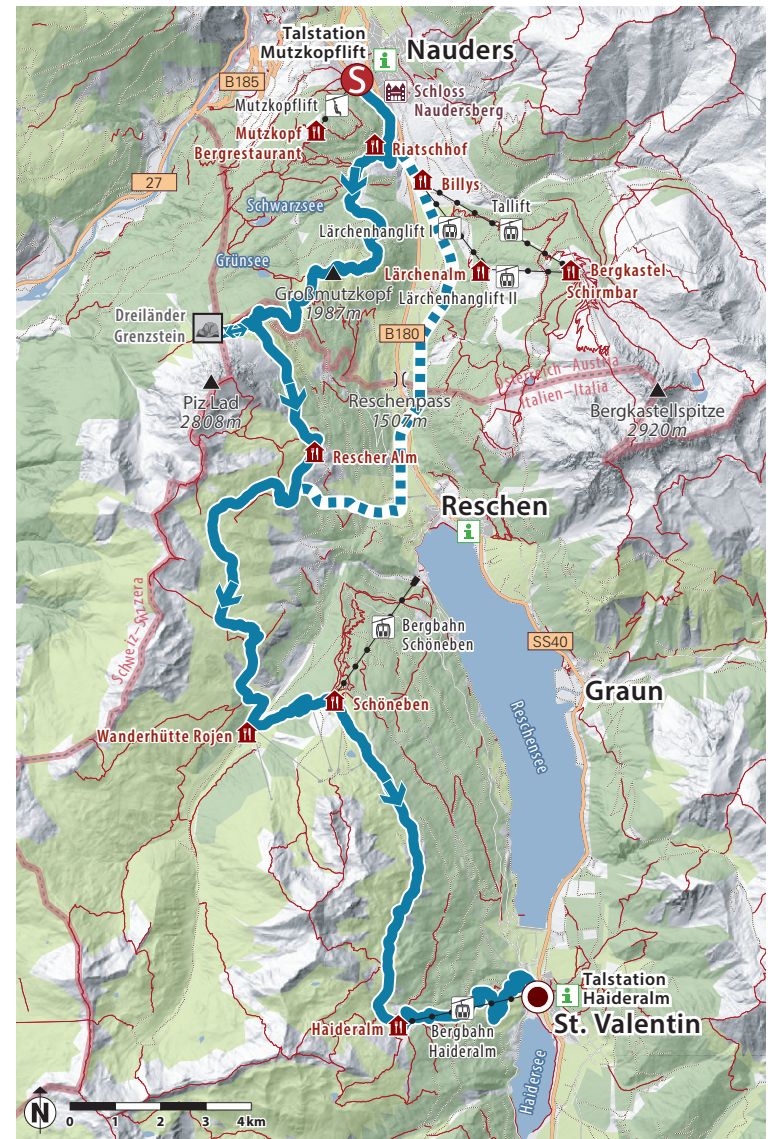 Talstation
Mutzkopflift
Nauders
i
S
B185
Schloss
Naudersberg
Mutzkopflift
Mutzkopf
Bergrestaurant
Riatschhof
27
Billys
Schwarzsee
Tallift
Lärchenhanglift I
Grünsee
Lärchenalm
Bergkastel
Schirmbar
Großmutzkopf
1987m
Lärchenhanglift II
Dreiländer
Grenzstein
B180
Österreich–Austria
Italien–Italia
Piz Lad
2808m
Reschenpass
1507m
Bergkastellspitze
2920m
Rescher Alm
Reschen
i
Schweiz–Svizzera
Bergbahn
Schöneben
SS40
Graun
Reschensee
Schöneben
Wanderhütte Rojen
Talstation
Haideralm
i
St. Valentin
Haideralm
Bergbahn
Haideralm
Haidersee
N
0 1 2 3 4km